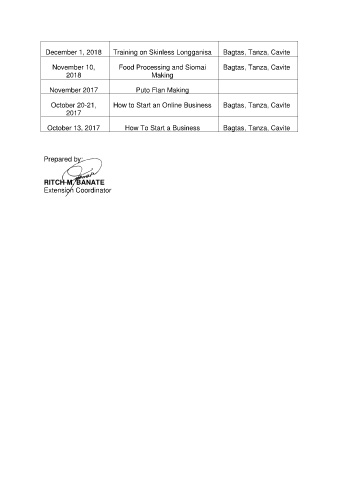 December 1, 2018 Training on Skinless Longganisa Bagtas, Tanza, Cavite
November 10, Food Processing and Siomai Bagtas, Tanza, Cavite
2018 Making
November 2017 Puto Flan Making
October 20-21, How to Start an Online Business Bagtas, Tanza, Cavite
2017
October 13, 2017 How To Start a Business Bagtas, Tanza, Cavite
Prepared by:
RITCH M. BANATE
Extension Coordinator